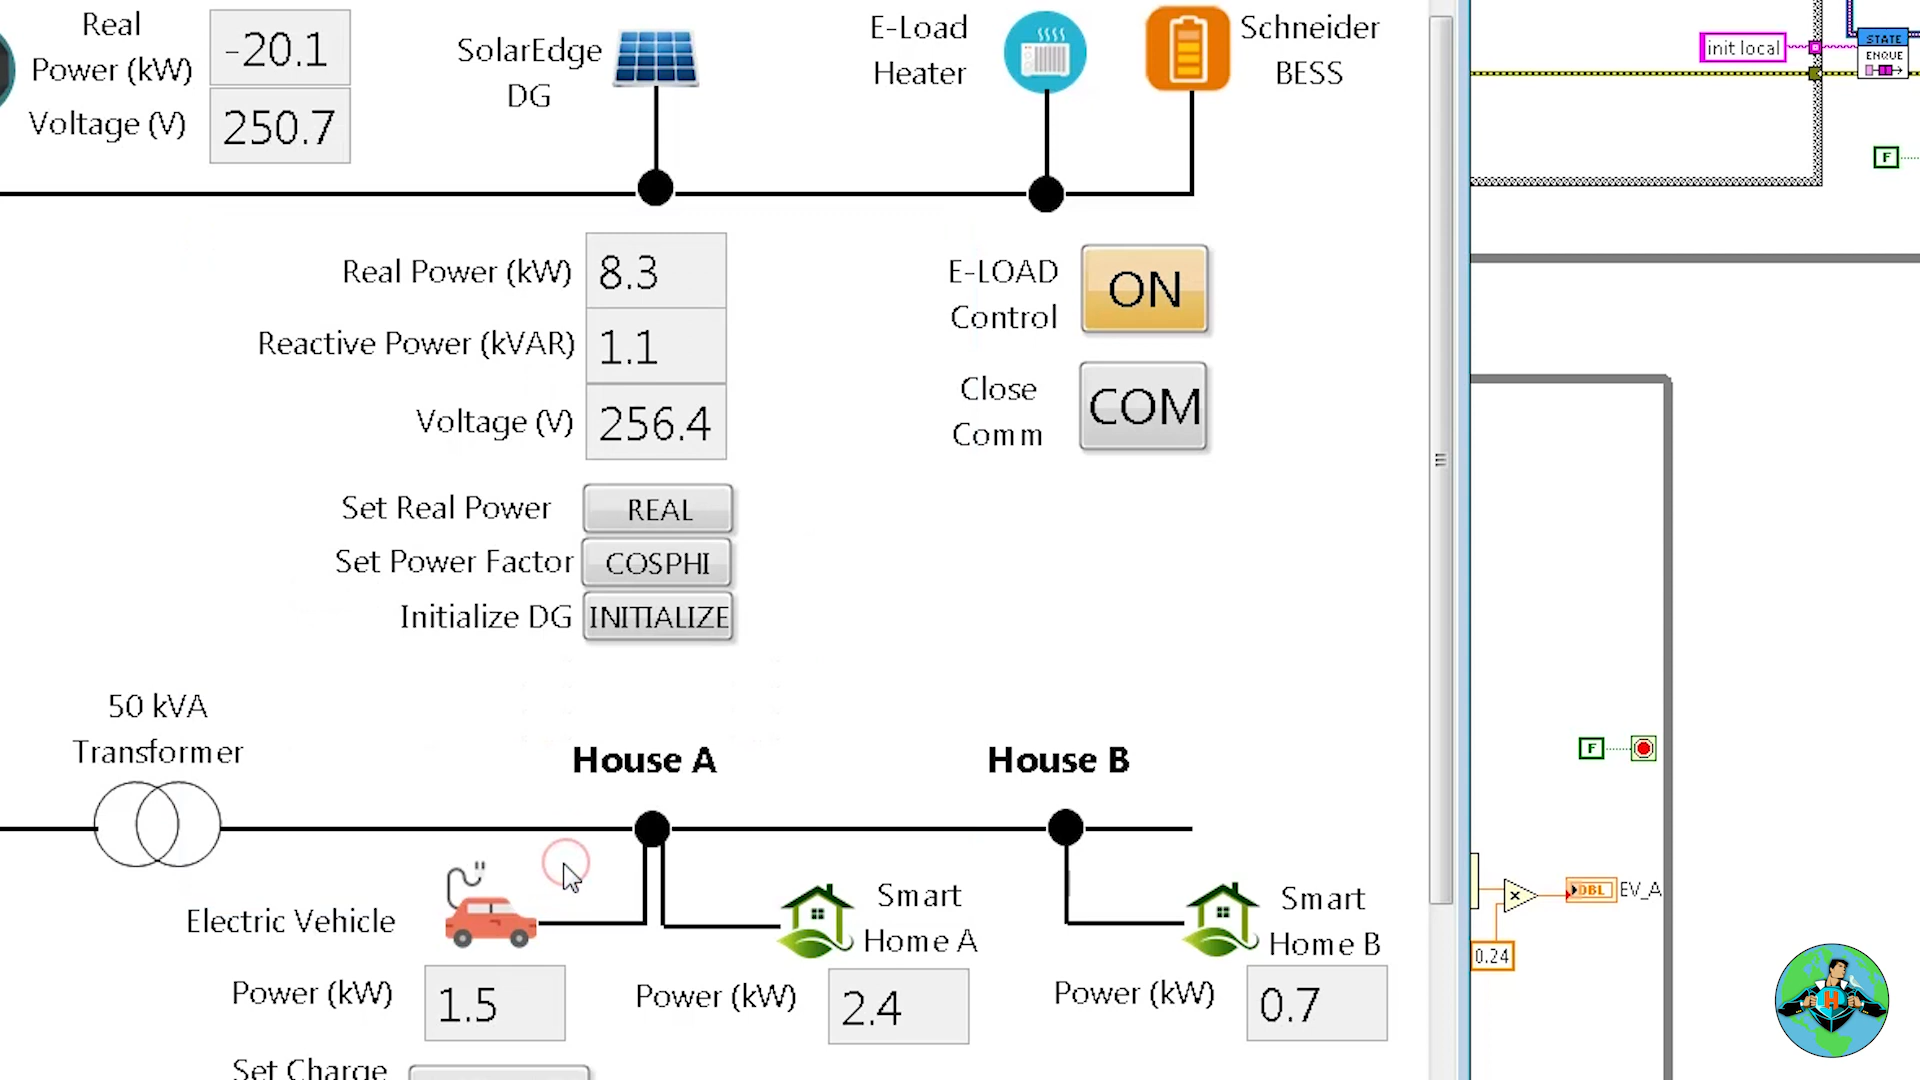 Real
Power (kW)
-20.1
Voltage (V)
250.7
SolarEdge
DG
E-Load
Heater
Schneider
BESS
init local
STATE
ENQUE
F
Real Power (kW)
8.3
Reactive Power (kVAR)
1.1
Voltage (V)
256.4
E-LOAD
Control
ON
Close
Comm
COM
Set Real Power
REAL
Set Power Factor
COSPHI
Initialize DG
INITIALIZE
50 kVA
Transformer
House A
House B
F
Electric Vehicle
Smart
Home A
Smart
Home B
DBL
EV_A
0.24
Power (kW)
1.5
Power (kW)
2.4
Power (kW)
0.7
Set Charge
H